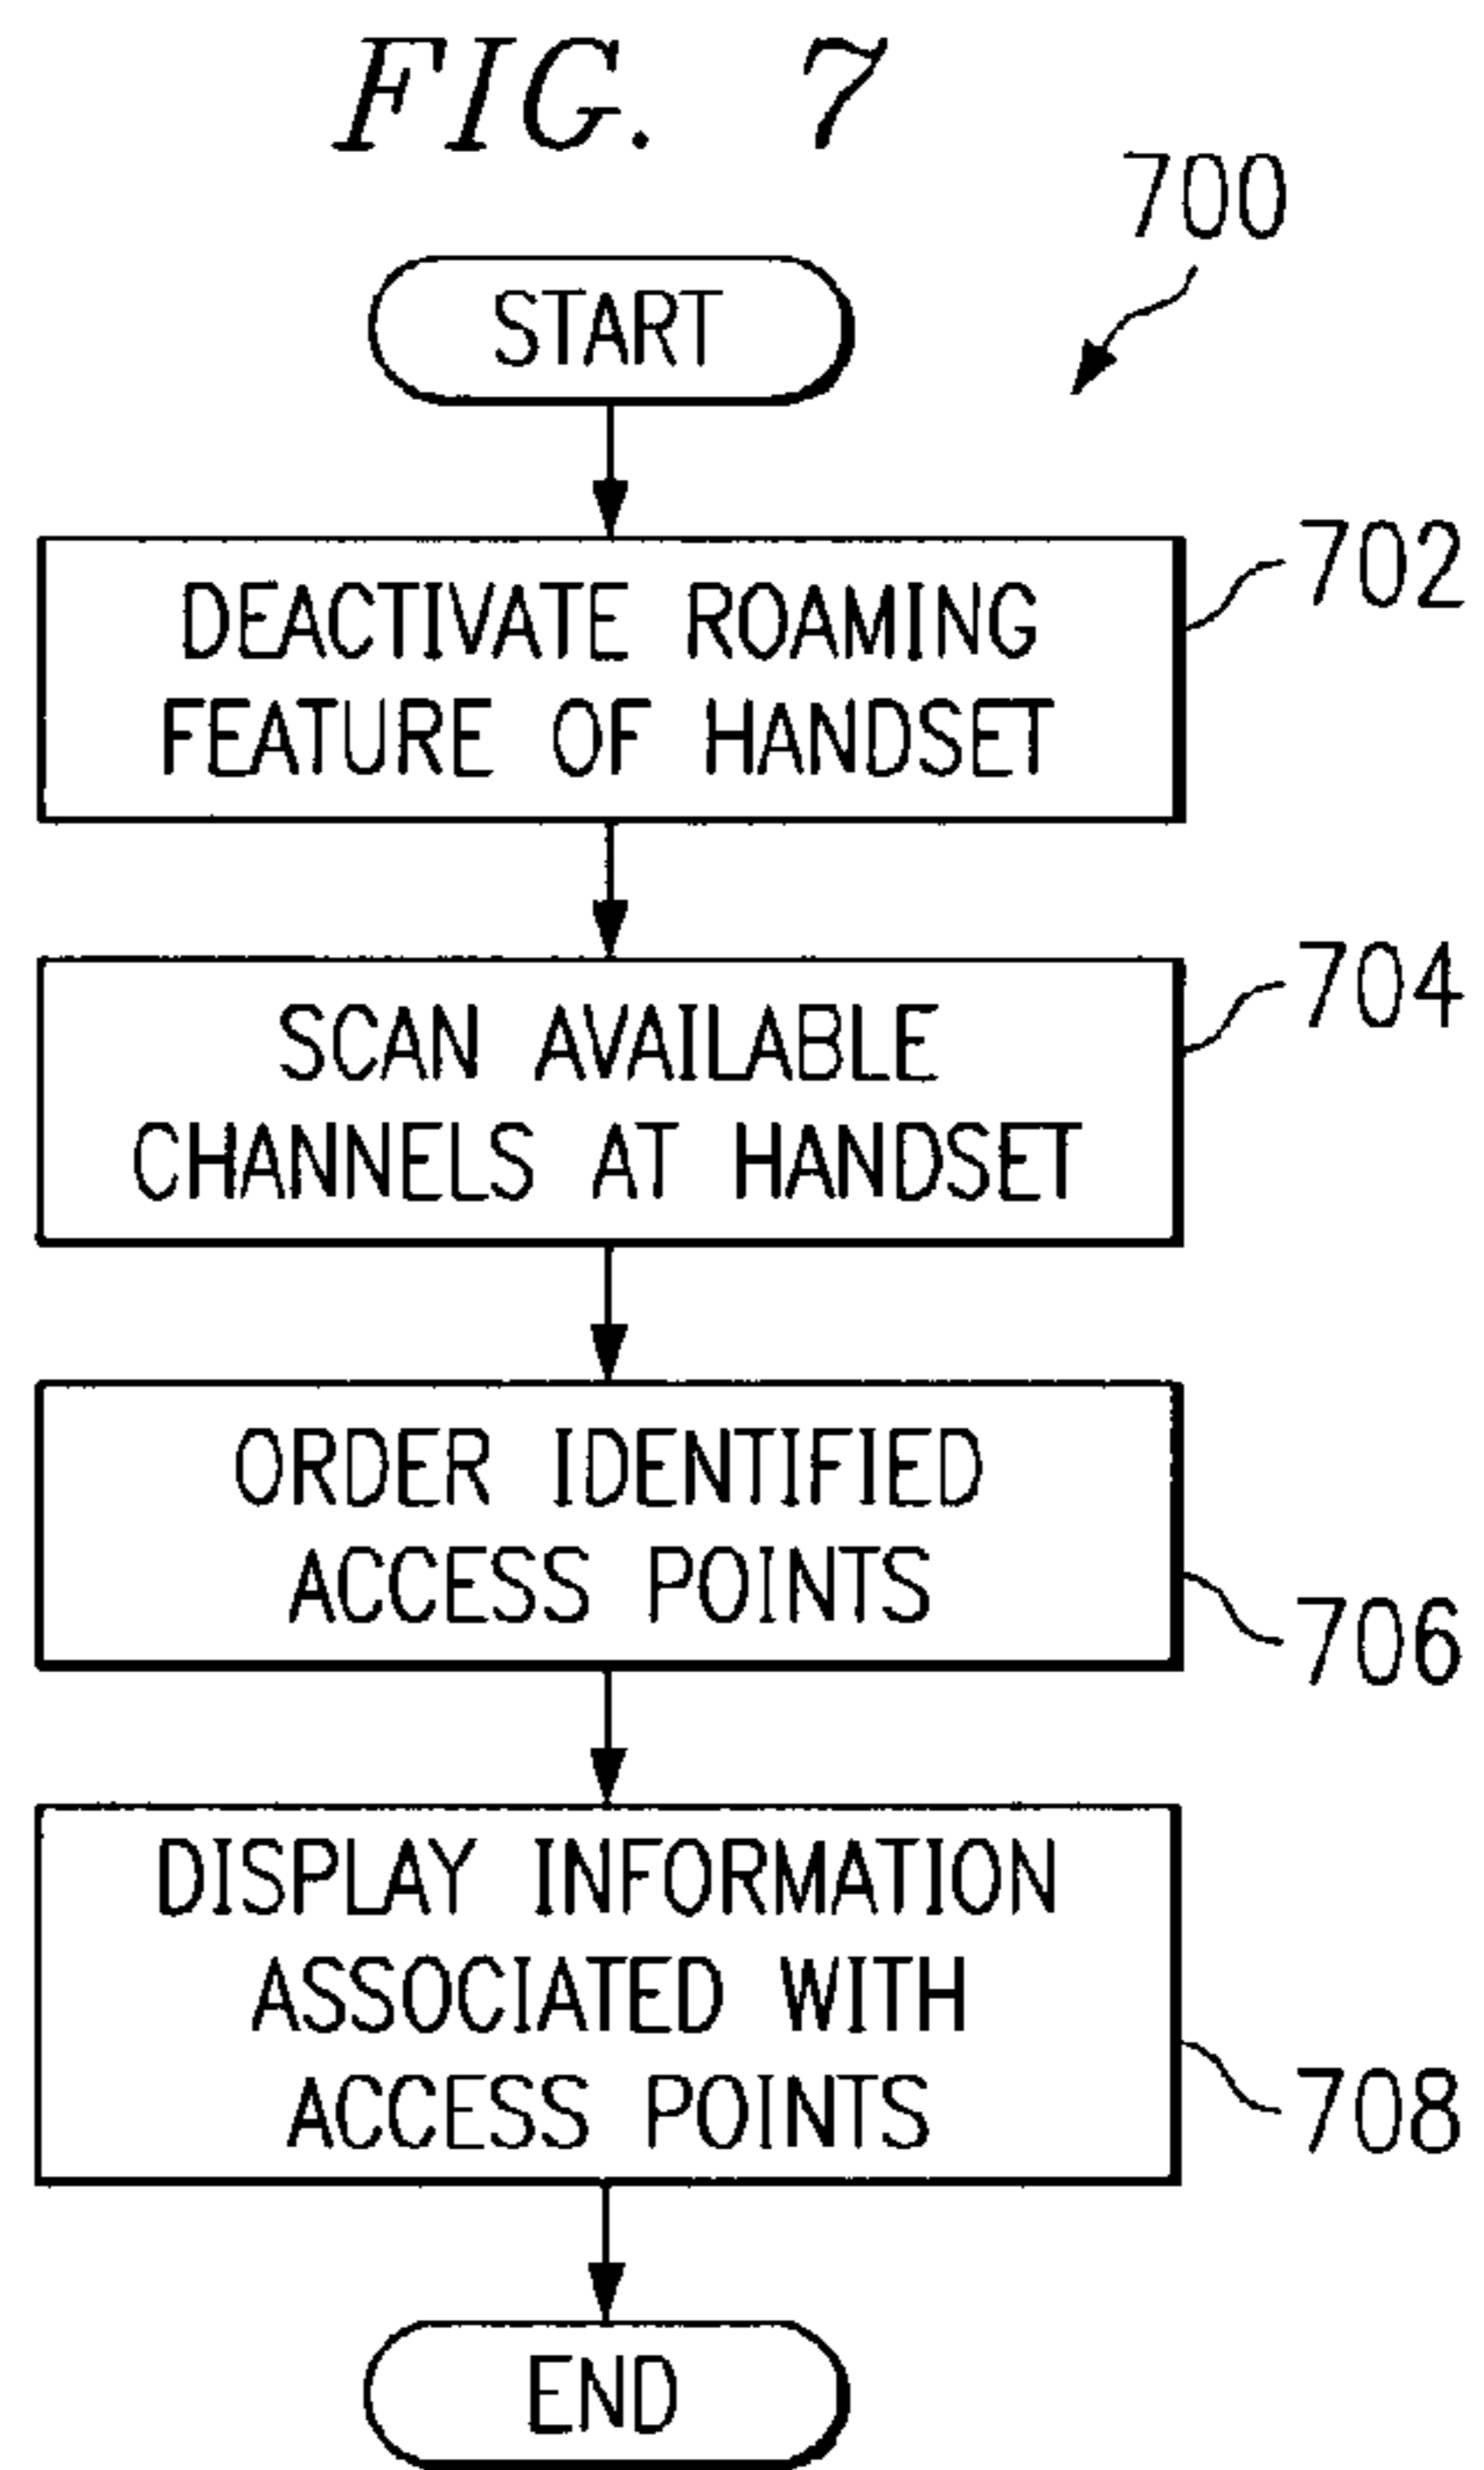 FIG. 7
700
START
DEACTIVATE ROAMING
FEATURE OF HANDSET
702
SCAN AVAILABLE
CHANNELS AT HANDSET
704
ORDER IDENTIFIED
ACCESS POINTS
706
DISPLAY INFORMATION
ASSOCIATED WITH
ACCESS POINTS
708
END